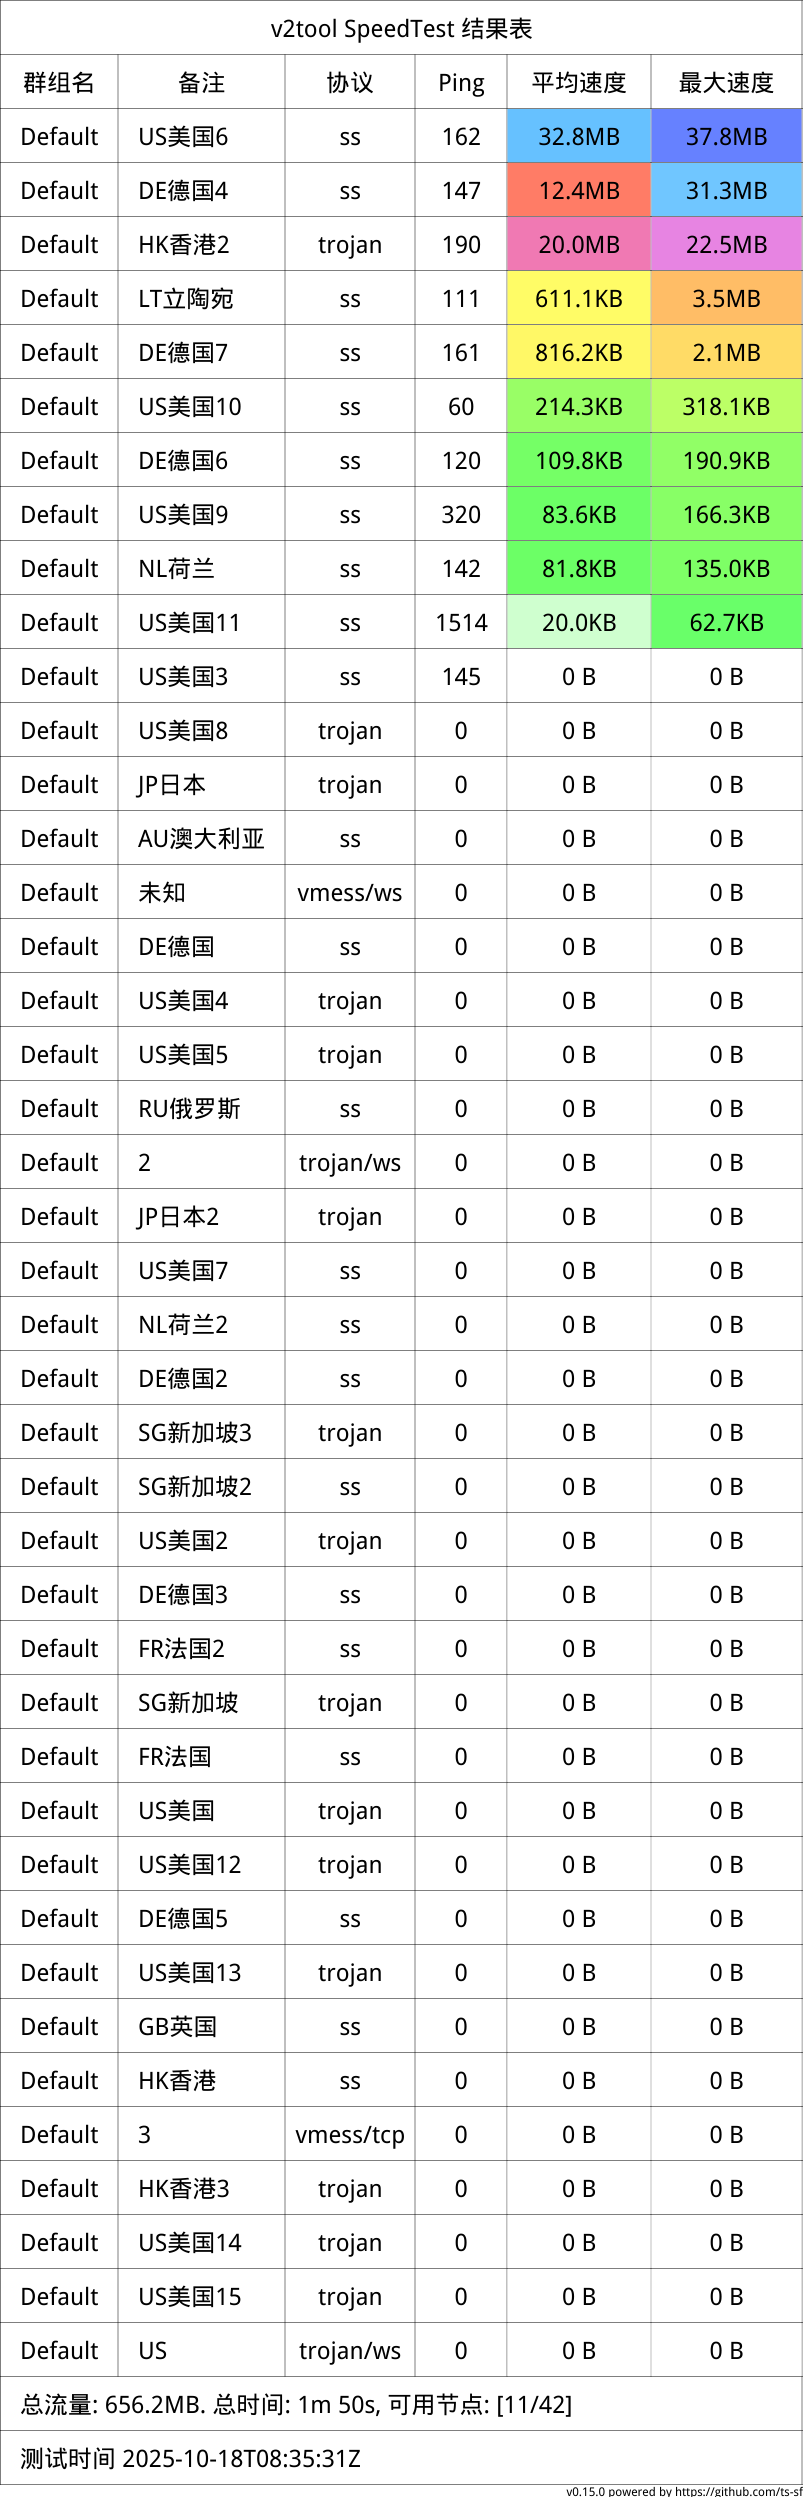 v2tool SpeedTest 结果表
群组名 备注 协议 Ping 平均速度 最大速度
Default US美国6 ss 162 32.8MB 37.8MB
Default DE德国4 ss 147 12.4MB 31.3MB
Default HK香港2 trojan 190 20.0MB 22.5MB
Default LT立陶宛 ss 111 611.1KB 3.5MB
Default DE德国7 ss 161 816.2KB 2.1MB
Default US美国10 ss 60 214.3KB 318.1KB
Default DE德国6 ss 120 109.8KB 190.9KB
Default US美国9 ss 320 83.6KB 166.3KB
Default NL荷兰 ss 142 81.8KB 135.0KB
Default US美国11 ss 1514 20.0KB 62.7KB
Default US美国3 ss 145 0 B 0 B
Default US美国8 trojan 0 0 B 0 B
Default JP日本 trojan 0 0 B 0 B
Default AU澳大利亚 ss 0 0 B 0 B
Default 未知 vmess/ws 0 0 B 0 B
Default DE德国 ss 0 0 B 0 B
Default US美国4 trojan 0 0 B 0 B
Default US美国5 trojan 0 0 B 0 B
Default RU俄罗斯 ss 0 0 B 0 B
Default 2 trojan/ws 0 0 B 0 B
Default JP日本2 trojan 0 0 B 0 B
Default US美国7 ss 0 0 B 0 B
Default NL荷兰2 ss 0 0 B 0 B
Default DE德国2 ss 0 0 B 0 B
Default SG新加坡3 trojan 0 0 B 0 B
Default SG新加坡2 ss 0 0 B 0 B
Default US美国2 trojan 0 0 B 0 B
Default DE德国3 ss 0 0 B 0 B
Default FR法国2 ss 0 0 B 0 B
Default SG新加坡 trojan 0 0 B 0 B
Default FR法国 ss 0 0 B 0 B
Default US美国 trojan 0 0 B 0 B
Default US美国12 trojan 0 0 B 0 B
Default DE德国5 ss 0 0 B 0 B
Default US美国13 trojan 0 0 B 0 B
Default GB英国 ss 0 0 B 0 B
Default HK香港 ss 0 0 B 0 B
Default 3 vmess/tcp 0 0 B 0 B
Default HK香港3 trojan 0 0 B 0 B
Default US美国14 trojan 0 0 B 0 B
Default US美国15 trojan 0 0 B 0 B
Default US trojan/ws 0 0 B 0 B
总流量: 656.2MB. 总时间: 1m 50s, 可用节点: [11/42]
测试时间 2025-10-18T08:35:31Z
v0.15.0 powered by https://github.com/ts-sf